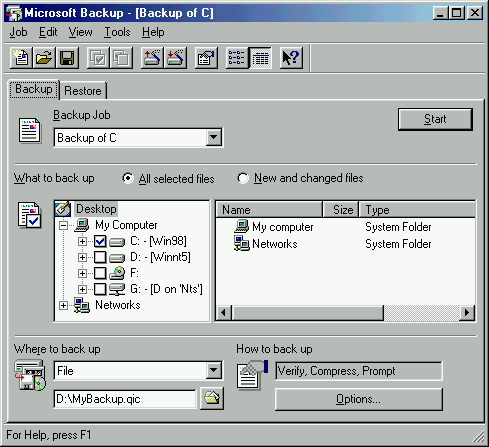 Microsoft Backup - [Backup of C]
Job Edit View Tools Help
Backup Restore
Backup Job
Backup of C
Start
What to back up All selected files New and changed files
Desktop
My Computer
C: - [Win98]
D: - [Winnt5]
F:
G: - [D on 'Nts']
Networks
Name Size Type
My computer System Folder
Networks System Folder
Where to back up
File
D:\MyBackup.qic
How to back up
Verify, Compress, Prompt
Options...
For Help, press F1